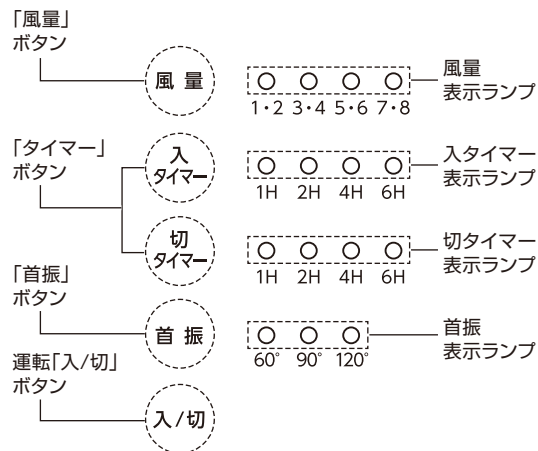 「風量」
ボタン
風 量
1・2 3・4 5・6 7・8
風量
表示ランプ
「タイマー」
ボタン
入
タイマー
1H 2H 4H 6H
入タイマー
表示ランプ
切
タイマー
1H 2H 4H 6H
切タイマー
表示ランプ
「首振」
ボタン
首 振
60° 90° 120°
首振
表示ランプ
運転「入/切」
ボタン
入/切